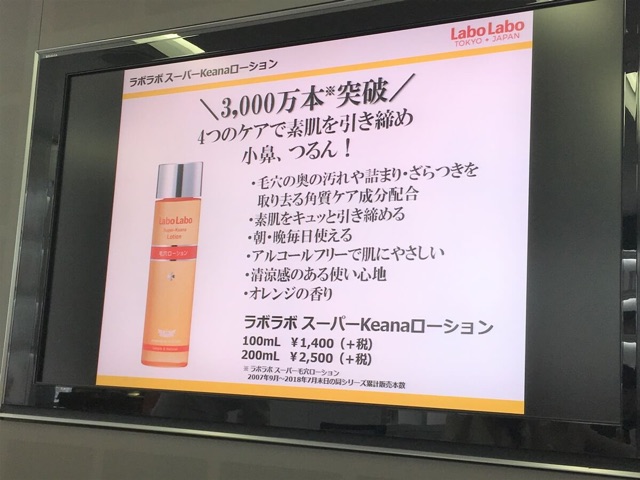 Labo Labo
TOKYO + JAPAN
ラボラボ スーパーKeanaローション
＼3,000万本※突破／
4つのケアで素肌を引き締め
小鼻、つるん！
・毛穴の奥の汚れや詰まり・ざらつきを
取り去る角質ケア成分配合
・素肌をキュッと引き締める
・朝・晩毎日使える
・アルコールフリーで肌にやさしい
・清涼感のある使い心地
・オレンジの香り
Labo Labo
Super-Keana
Lotion
毛穴ローション
ラボラボ スーパーKeanaローション
100mL ￥1,400（+税）
200mL ￥2,500（+税）
※ ラボラボ スーパー毛穴ローション
2007年9月～2018年7月末日の同シリーズ累計販売本数